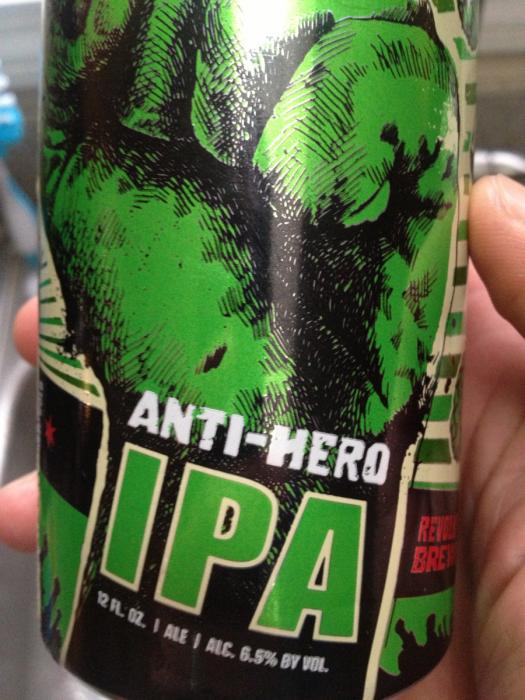 ANTI-HERO
IPA
12 FL. OZ. | ALE | ALC. 6.5% BY VOL.